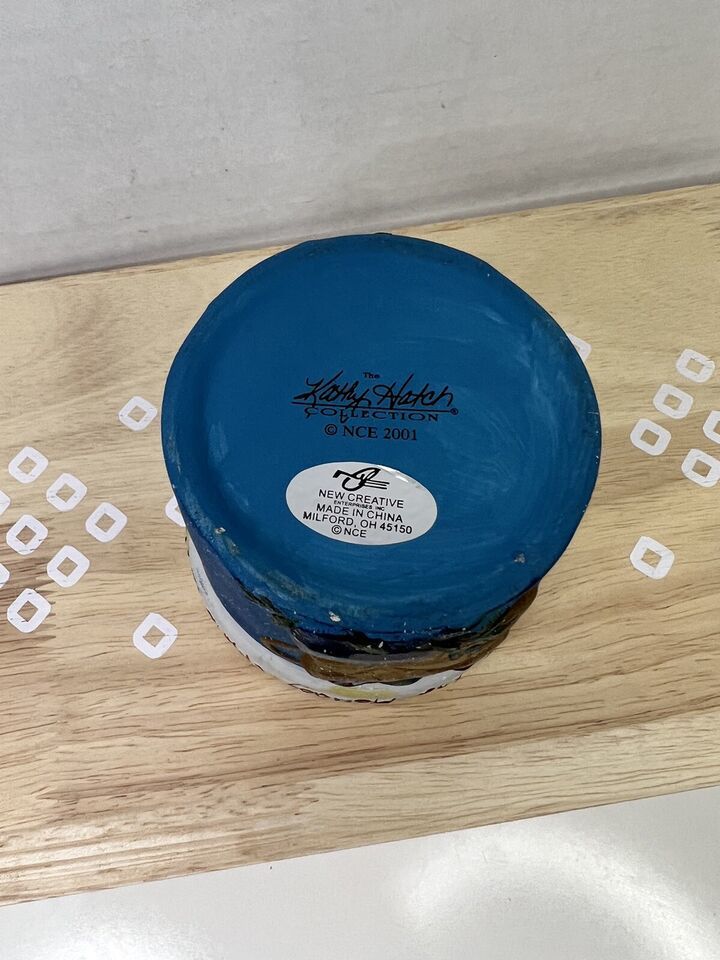 The
Kathy Hatch
COLLECTION®
© NCE 2001
NEW CREATIVE
ENTERPRISES INC
MADE IN CHINA
MILFORD, OH 45150
© NCE